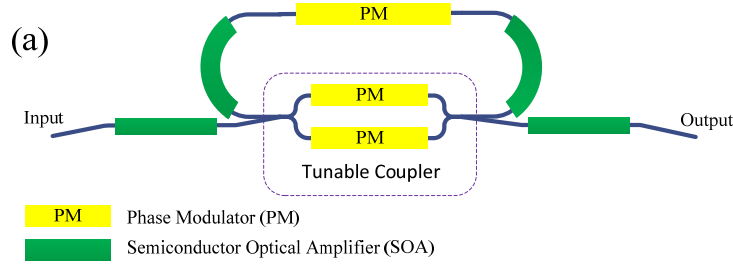 PM
(a)
Input
PM
PM
Output
Tunable Coupler
PM Phase Modulator (PM)
Semiconductor Optical Amplifier (SOA)